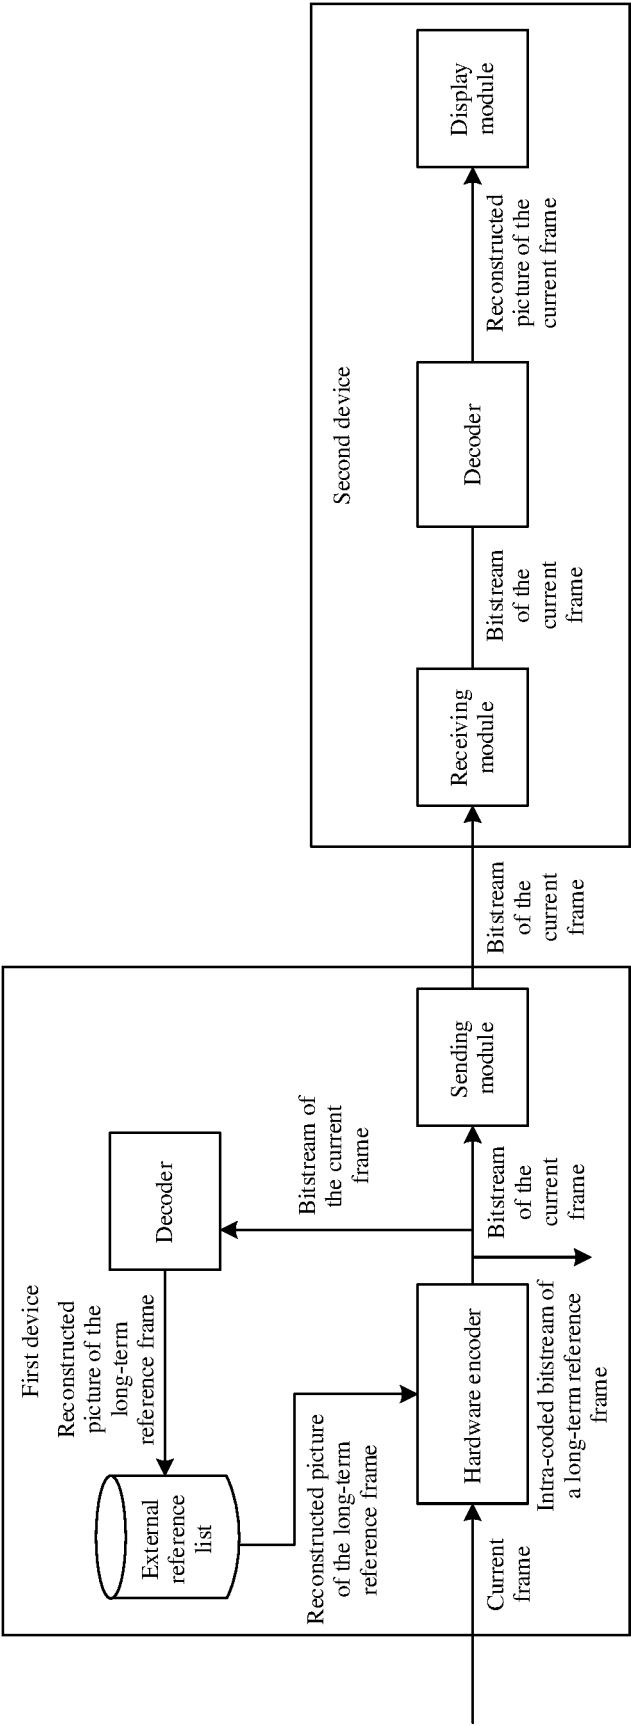 First device
External
reference
list
Reconstructed
picture of the
long-term
reference frame
Decoder
Reconstructed picture
of the long-term
reference frame
Bitstream of
the current
frame
Current
frame
Hardware encoder
Intra-coded bitstream of
a long-term reference
frame
Bitstream
of the
current
frame
Sending
module
Bitstream
of the
current
frame
Second device
Receiving
module
Bitstream
of the
current
frame
Decoder
Reconstructed
picture of the
current frame
Display
module